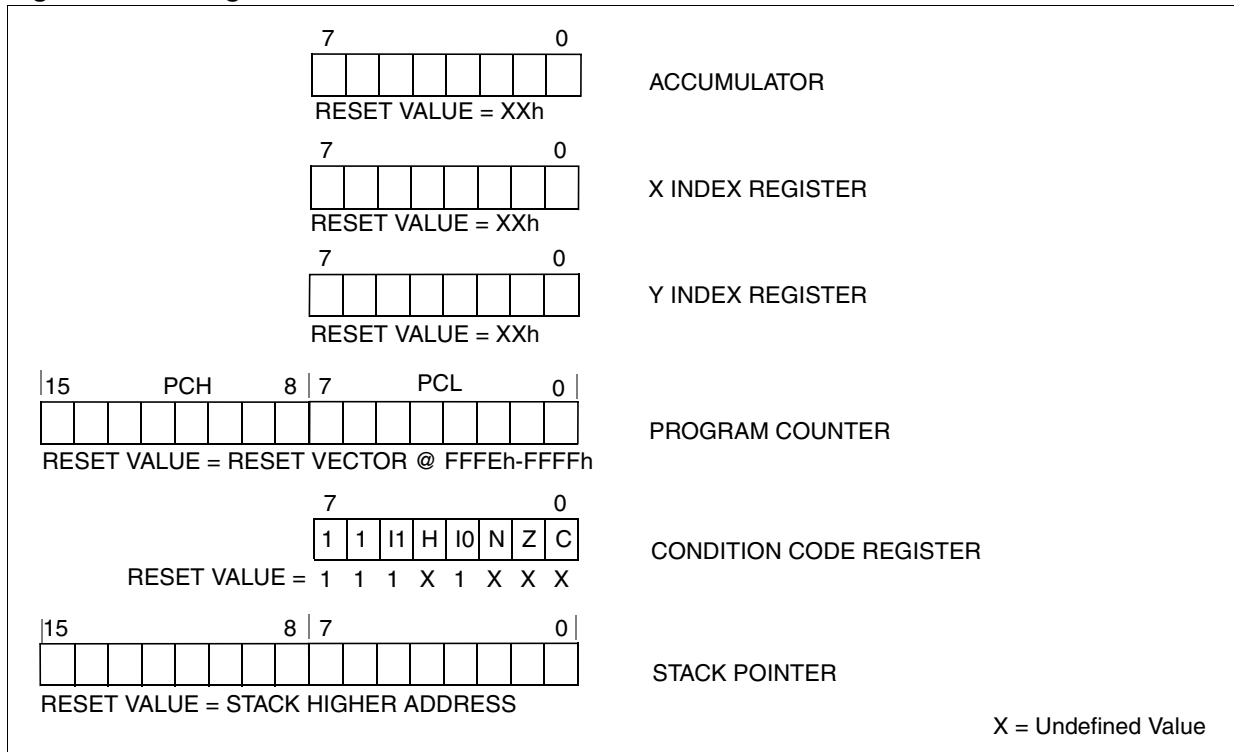 7 0
ACCUMULATOR
RESET VALUE = XXh
7 0
X INDEX REGISTER
RESET VALUE = XXh
7 0
Y INDEX REGISTER
RESET VALUE = XXh
15 PCH 8 7 PCL 0
PROGRAM COUNTER
RESET VALUE = RESET VECTOR @ FFFEh-FFFFh
7 0
1 1 I1 H I0 N Z C
CONDITION CODE REGISTER
RESET VALUE = 1 1 1 X 1 X X X
15 8 7 0
STACK POINTER
RESET VALUE = STACK HIGHER ADDRESS
X = Undefined Value